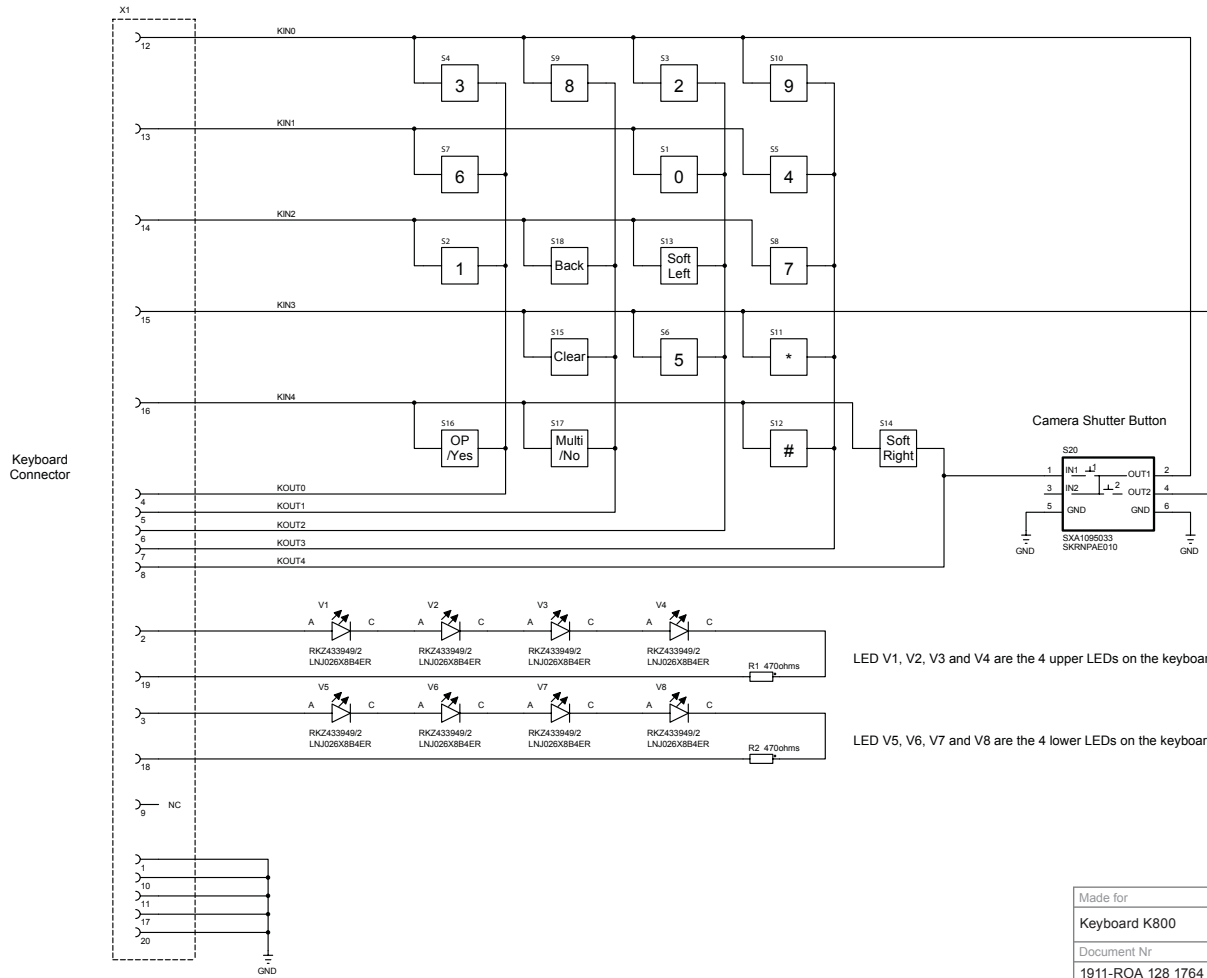 X1
12
KIN0
S4
3
S9
8
S3
2
S10
9
13
KIN1
S7
6
S1
0
S5
4
14
KIN2
S2
1
S18
Back
S13
Soft
Left
S8
7
15
KIN3
S15
Clear
S6
5
S11
*
16
KIN4
S16
OP
/Yes
S17
Multi
/No
S12
#
S14
Soft
Right
Camera Shutter Button
S20
1
IN1
1
OUT1
2
3
IN2
2
OUT2
4
5
GND
GND
6
GND
SXA1095033
SKRNPAE010
GND
Keyboard
Connector
KOUT0
4
KOUT1
5
KOUT2
6
KOUT3
7
KOUT4
8
V1
V2
V3
V4
2
A C A C A C A C
RKZ433949/2 RKZ433949/2 RKZ433949/2 RKZ433949/2
LNJ026X8B4ER LNJ026X8B4ER LNJ026X8B4ER LNJ026X8B4ER
R1 470ohms
19
LED V1, V2, V3 and V4 are the 4 upper LEDs on the keyboar
V5
V6
V7
V8
3
A C A C A C A C
RKZ433949/2 RKZ433949/2 RKZ433949/2 RKZ433949/2
LNJ026X8B4ER LNJ026X8B4ER LNJ026X8B4ER LNJ026X8B4ER
R2 470ohms
18
LED V5, V6, V7 and V8 are the 4 lower LEDs on the keyboar
9
NC
1
10
11
17
20
GND
Made for
Keyboard K800
Document Nr
1911-ROA 128 1764